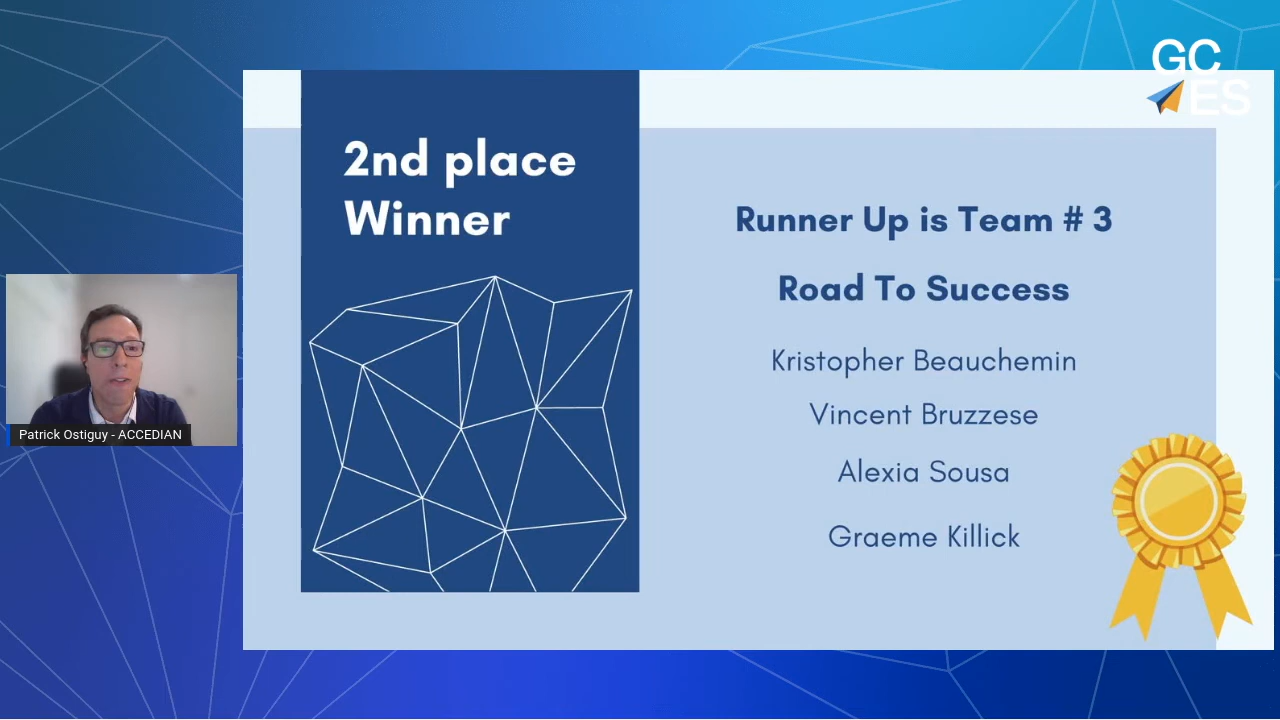 GC
ES
2nd place
Winner
Runner Up is Team # 3
Road To Success
Kristopher Beauchemin
Vincent Bruzzese
Alexia Sousa
Graeme Killick
Patrick Ostiguy - ACCEDIAN